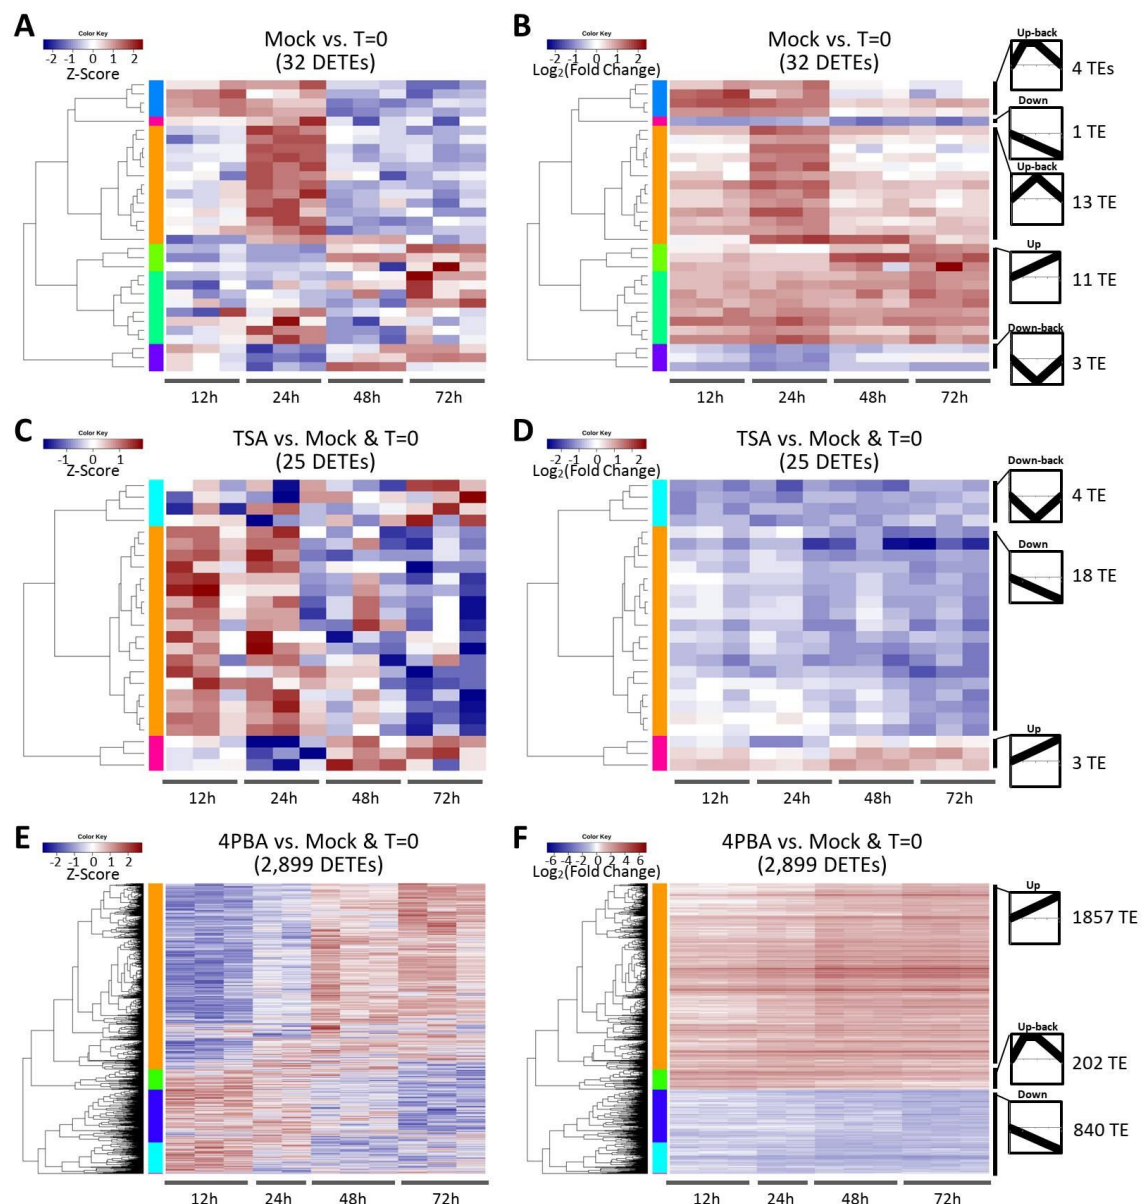 A
Color Key
-2 -1 0 1 2
Z-Score
Mock vs. T=0
(32 DETEs)
12h 24h 48h 72h
B
Color Key
-2 -1 0 1 2
Log2(Fold Change)
Mock vs. T=0
(32 DETEs)
12h 24h 48h 72h
Up-back
4 TEs
Down
1 TE
Up-back
13 TE
Up
11 TE
Down-back
3 TE
C
Color Key
-1 0 1
Z-Score
TSA vs. Mock & T=0
(25 DETEs)
12h 24h 48h 72h
D
Color Key
-2 -1 0 1 2
Log2(Fold Change)
TSA vs. Mock & T=0
(25 DETEs)
12h 24h 48h 72h
Down-back
4 TE
Down
18 TE
Up
3 TE
E
Color Key
-2 -1 0 1 2
Z-Score
4PBA vs. Mock & T=0
(2,899 DETEs)
12h 24h 48h 72h
F
Color Key
-6 -4 -2 0 2 4 6
Log2(Fold Change)
4PBA vs. Mock & T=0
(2,899 DETEs)
12h 24h 48h 72h
Up
1857 TE
Up-back
202 TE
Down
840 TE